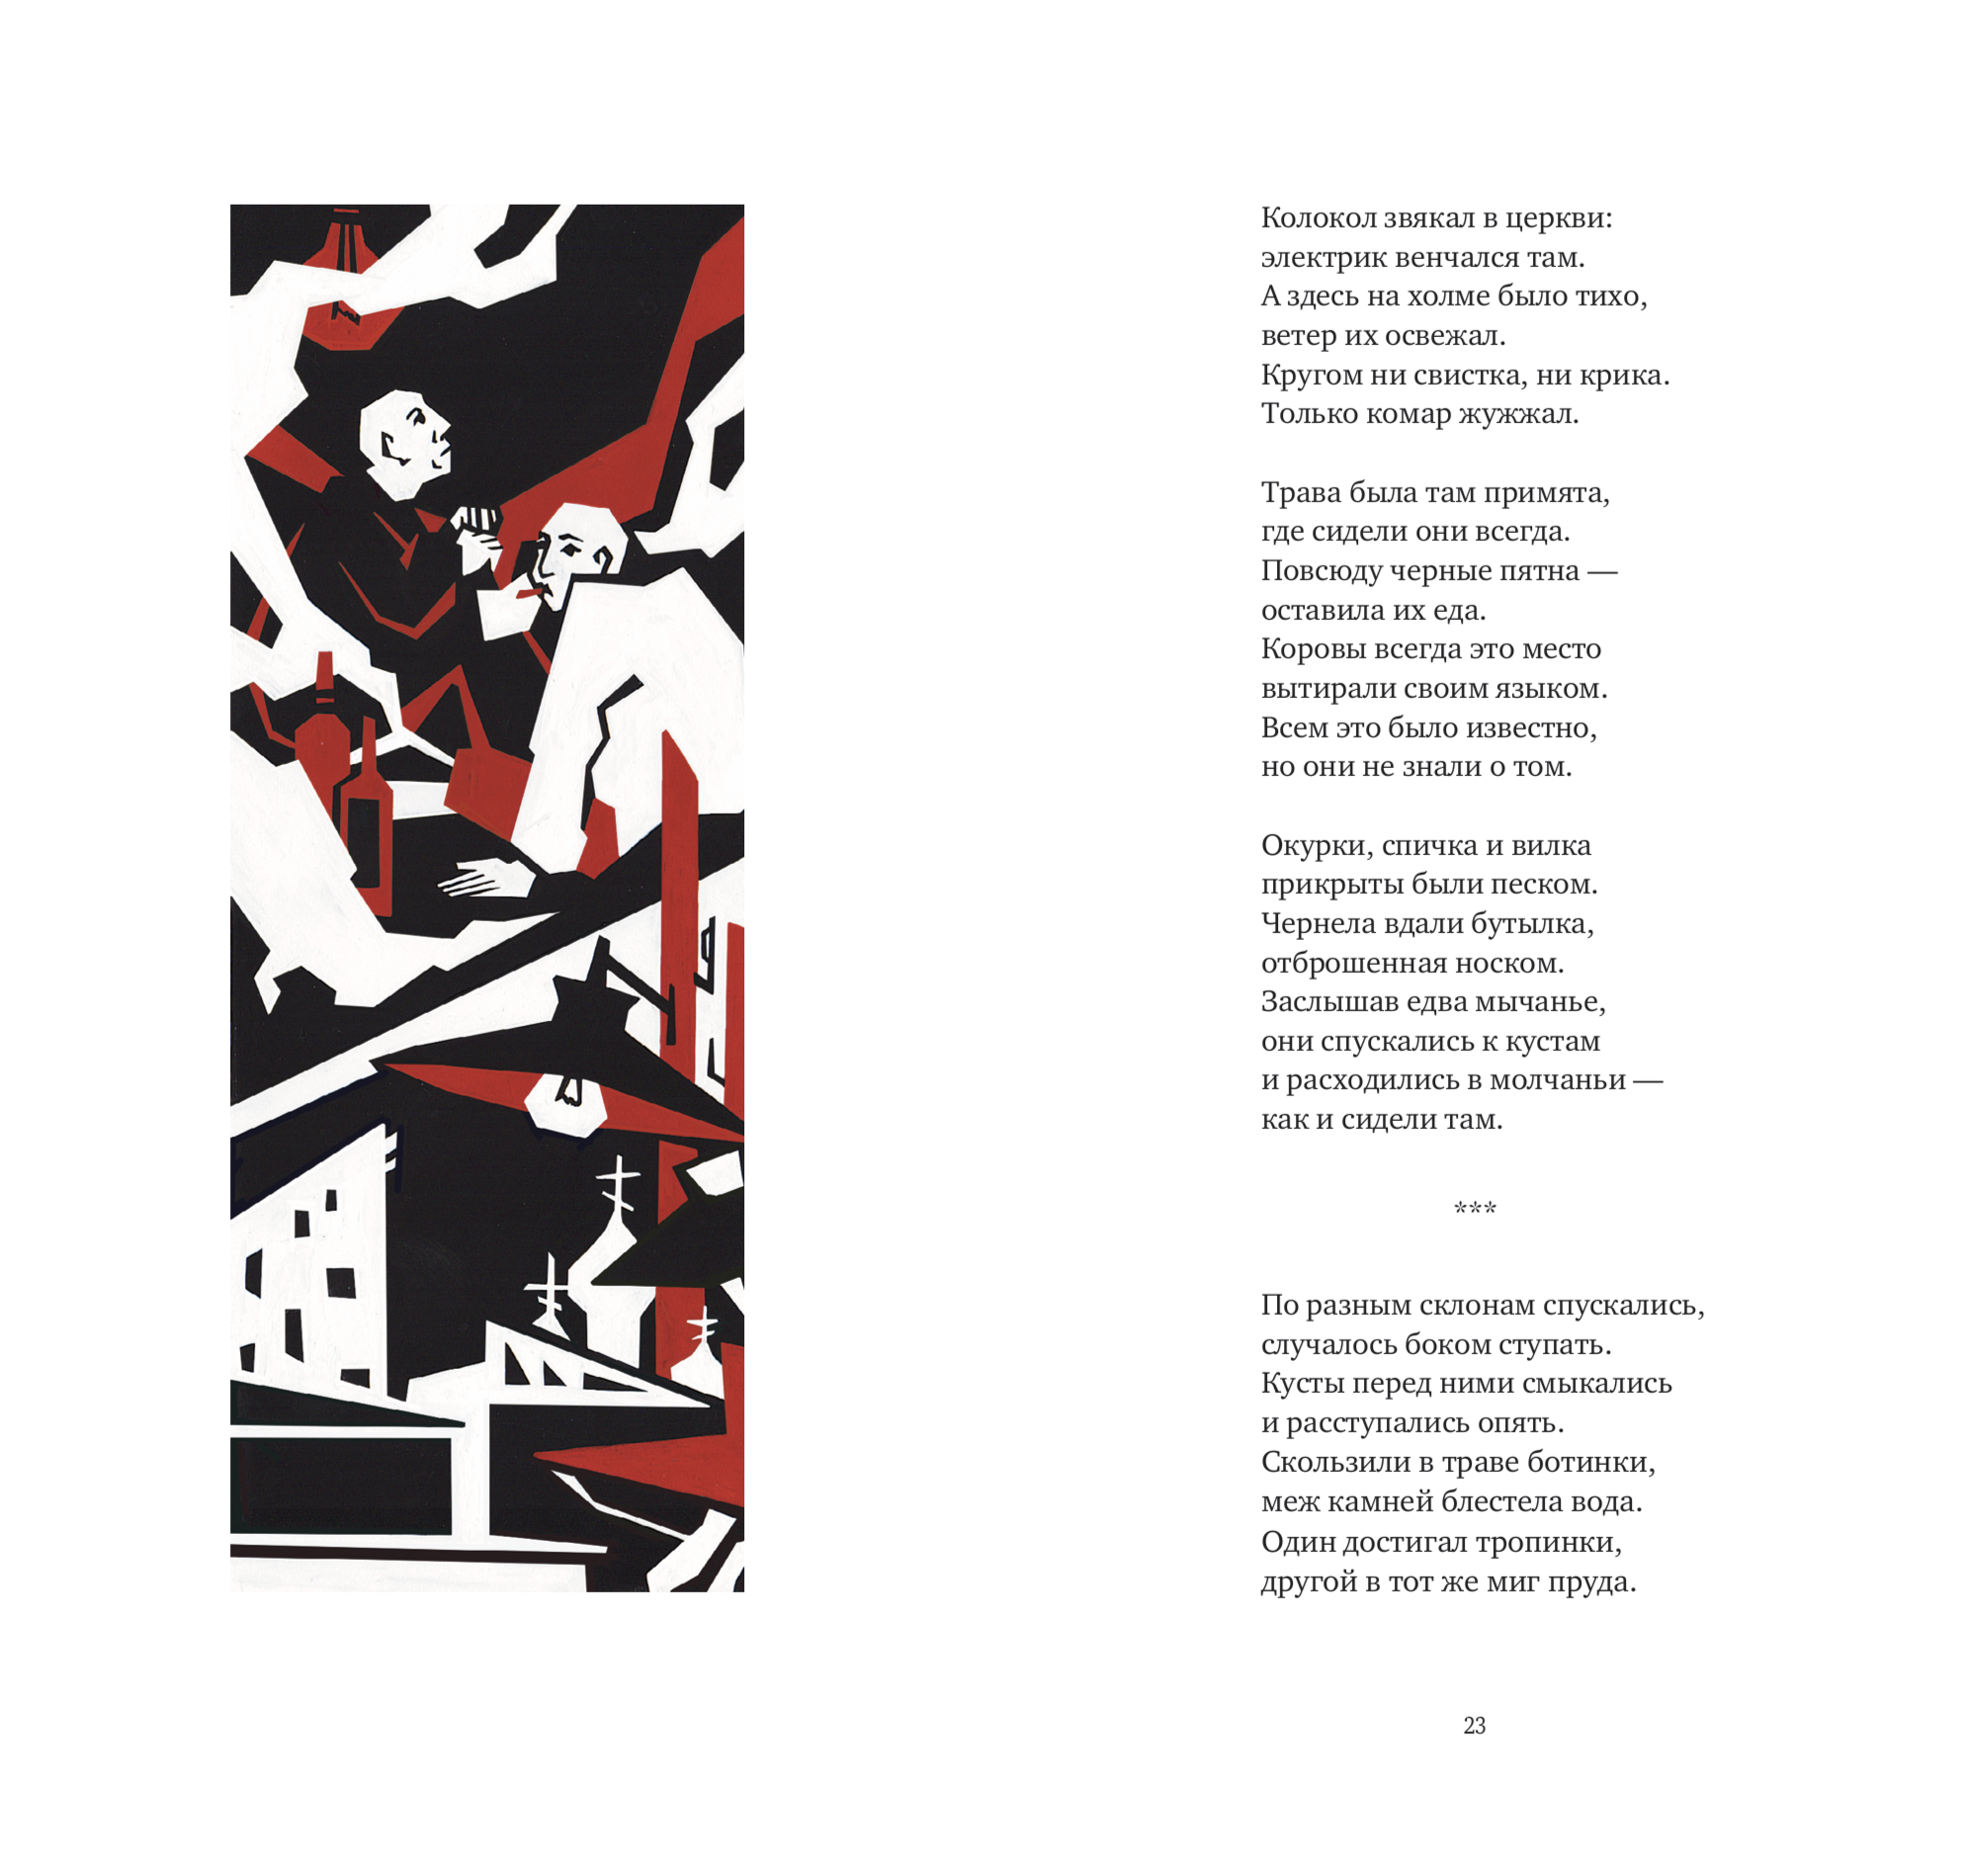 Колокол звякал в церкви:
электрик венчался там.
А здесь на холме было тихо,
ветер их освежал.
Кругом ни свистка, ни крика.
Только комар жужжал.
Трава была там примята,
где сидели они всегда.
Повсюду черные пятна —
оставила их еда.
Коровы всегда это место
вытирали своим языком.
Всем это было известно,
но они не знали о том.
Окурки, спичка и вилка
прикрыты были песком.
Чернела вдали бутылка,
отброшенная носком.
Заслышав едва мычанье,
они спускались к кустам
и расходились в молчаньи —
как и сидели там.
***
По разным склонам спускались,
случалось боком ступать.
Кусты перед ними смыкались
и расступались опять.
Скользили в траве ботинки,
меж камней блестела вода.
Один достигал тропинки,
другой в тот же миг пруда.
23